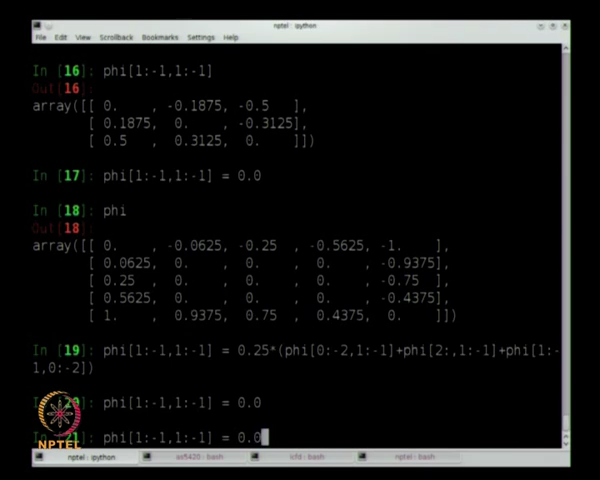 nptel : ipython
File Edit View Scrollback Bookmarks Settings Help
In [16]: phi[1:-1,1:-1]
Out[16]:
array([[ 0.    , -0.1875, -0.5   ],
[ 0.1875, 0.    , -0.3125],
[ 0.5   , 0.3125, 0.    ]])
In [17]: phi[1:-1,1:-1] = 0.0
In [18]: phi
Out[18]:
array([[ 0.    , -0.0625, -0.25  , -0.5625, -1.    ],
[ 0.0625, 0.    , 0.    , 0.    , -0.9375],
[ 0.25  , 0.    , 0.    , 0.    , -0.75  ],
[ 0.5625, 0.    , 0.    , 0.    , -0.4375],
[ 1.    , 0.9375, 0.75  , 0.4375, 0.    ]])
In [19]: phi[1:-1,1:-1] = 0.25*(phi[0:-2,1:-1]+phi[2:,1:-1]+phi[1:-
1,0:-2])
In [20]: phi[1:-1,1:-1] = 0.0
In [21]: phi[1:-1,1:-1] = 0.0
NPTEL
nptel : ipython
as5420 : bash
kfd : bash
nptel : bash